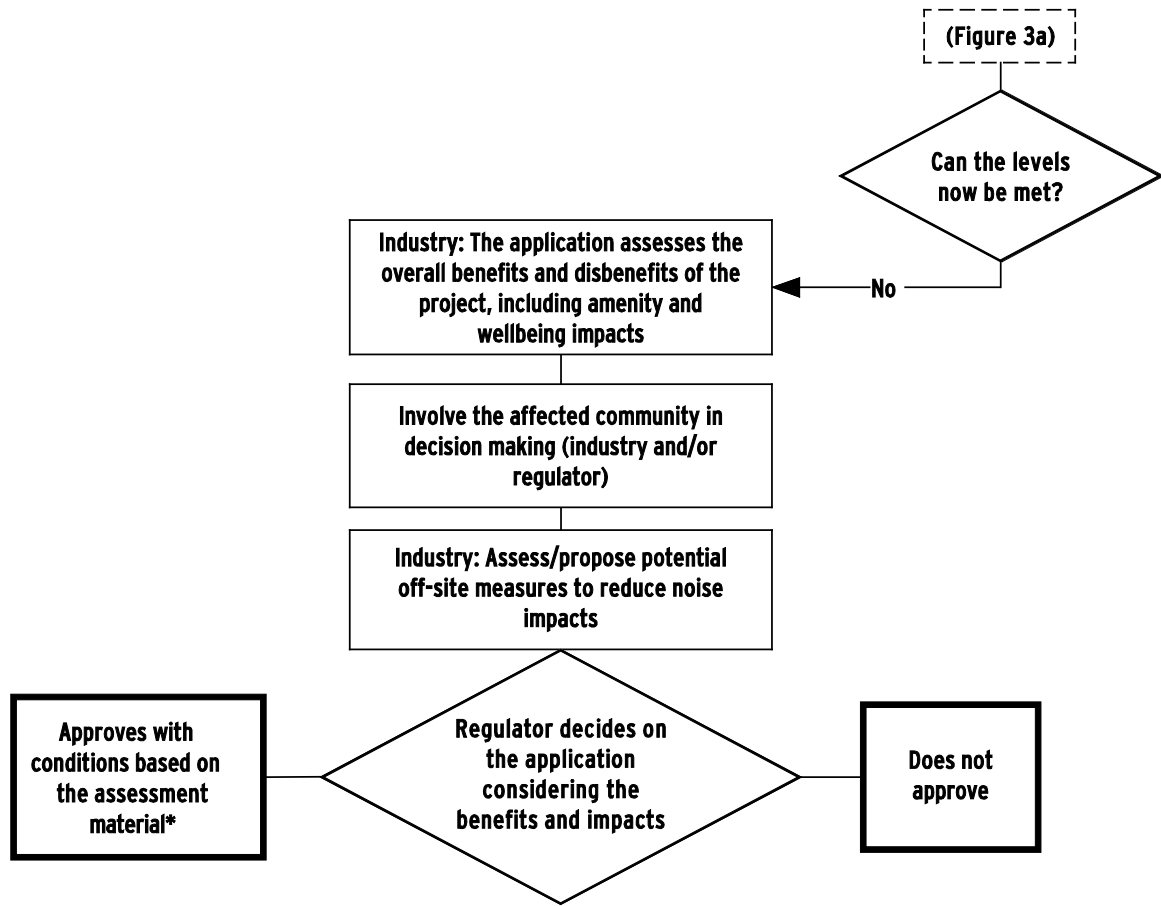 (Figure 3a)
Can the levels
now be met?
No
Industry: The application assesses the
overall benefits and disbenefits of the
project, including amenity and
wellbeing impacts
Involve the affected community in
decision making (industry and/or
regulator)
Industry: Assess/propose potential
off-site measures to reduce noise
impacts
Regulator decides on
the application
considering the
benefits and impacts
Approves with
conditions based on
the assessment
material*
Does not
approve